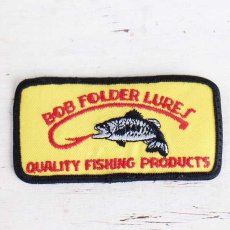 BOB FOLDER LURES
QUALITY FISHING PRODUCTS